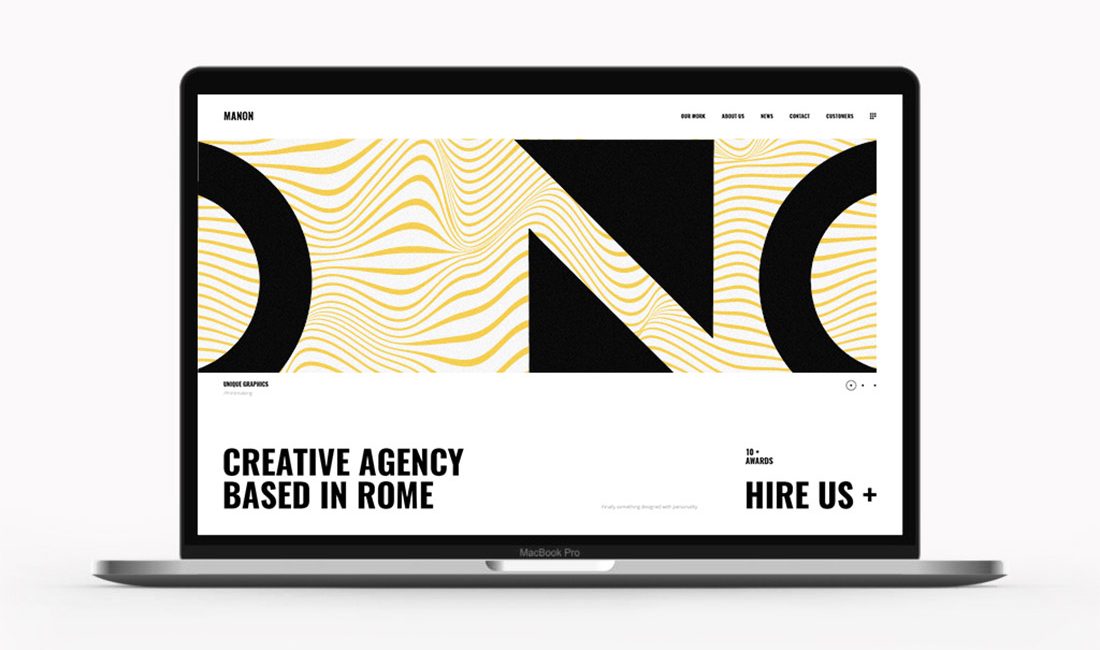 MANON
OUR WORK ABOUT US NEWS CONTACT CUSTOMERS
UNIQUE GRAPHICS
Printmaking
CREATIVE AGENCY
BASED IN ROME
Finally something designed with personality.
10 +
AWARDS
HIRE US +
MacBook Pro